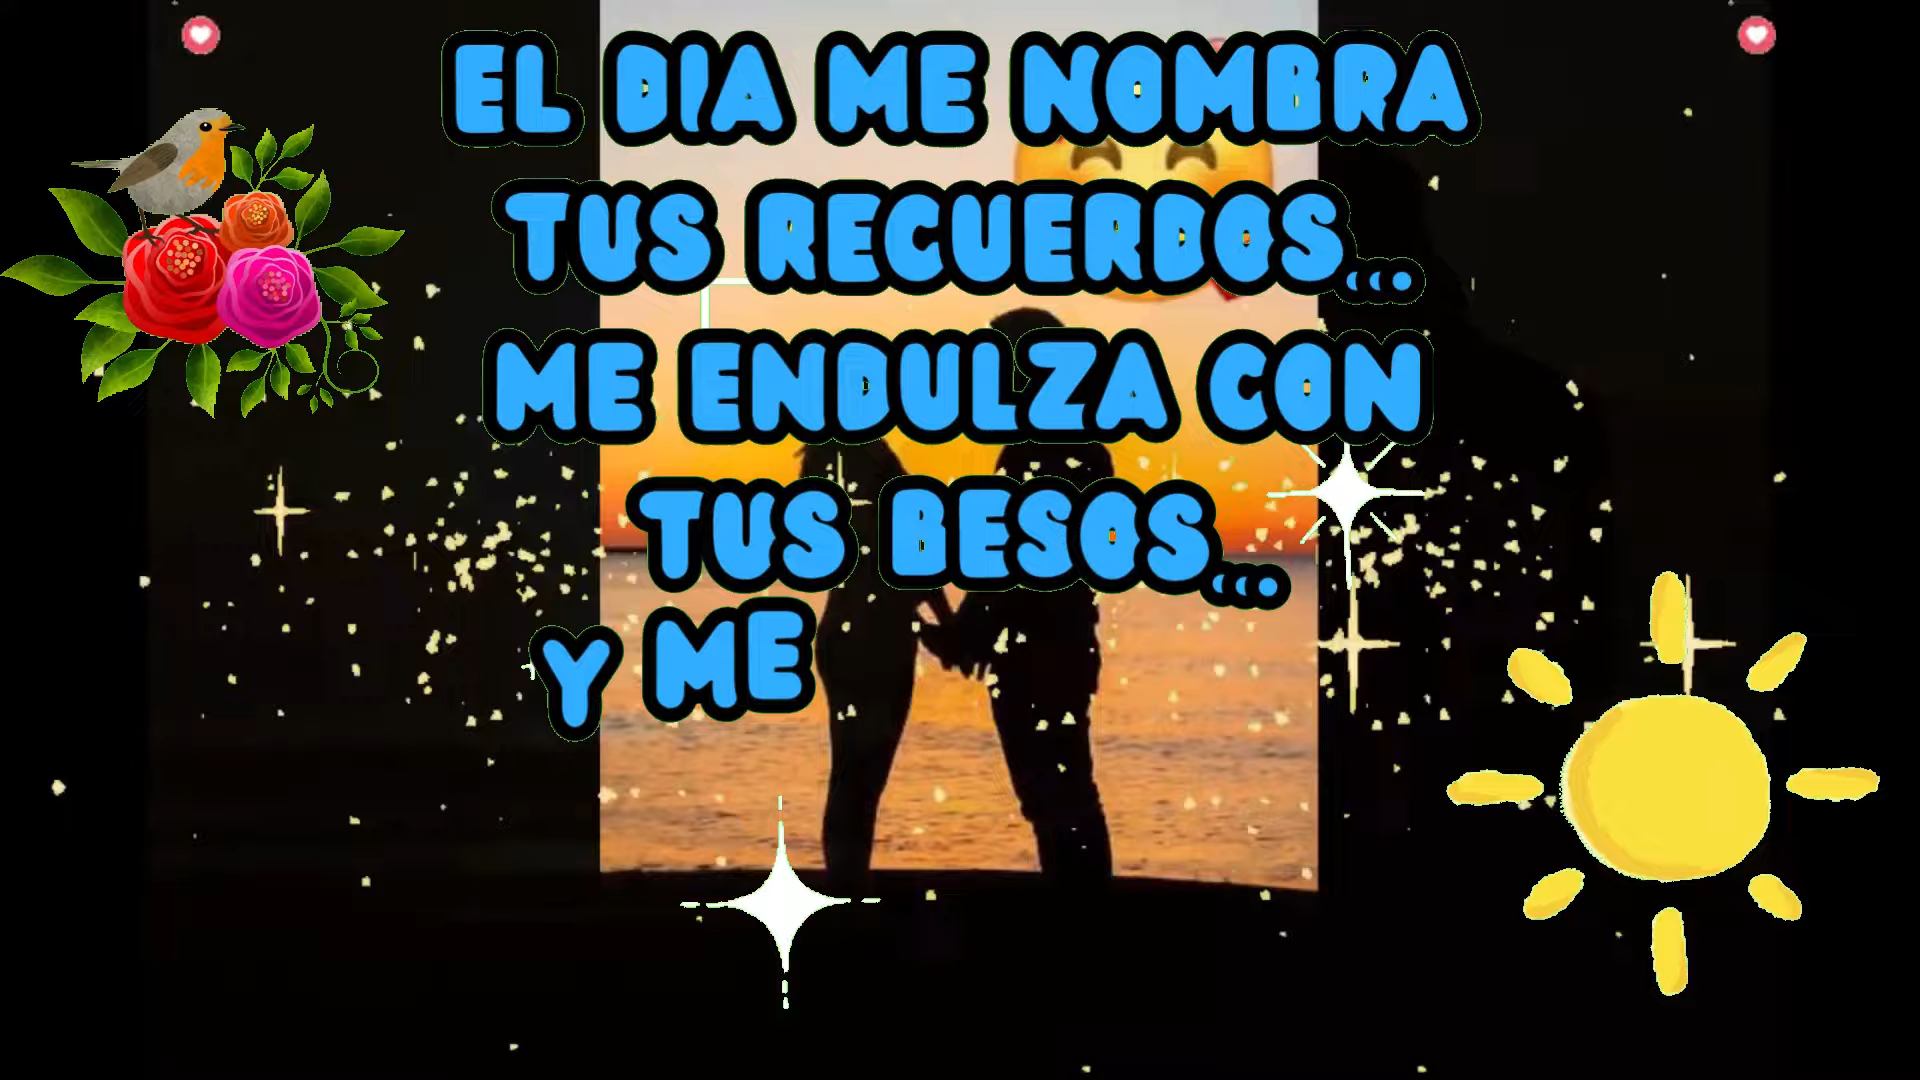 EL DIA ME NOMBRA
TUS RECUERDOS...
ME ENDULZA CON
TUS BESOS...
Y ME